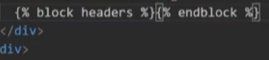 {% block headers %}{% endblock %}
</div>
div>